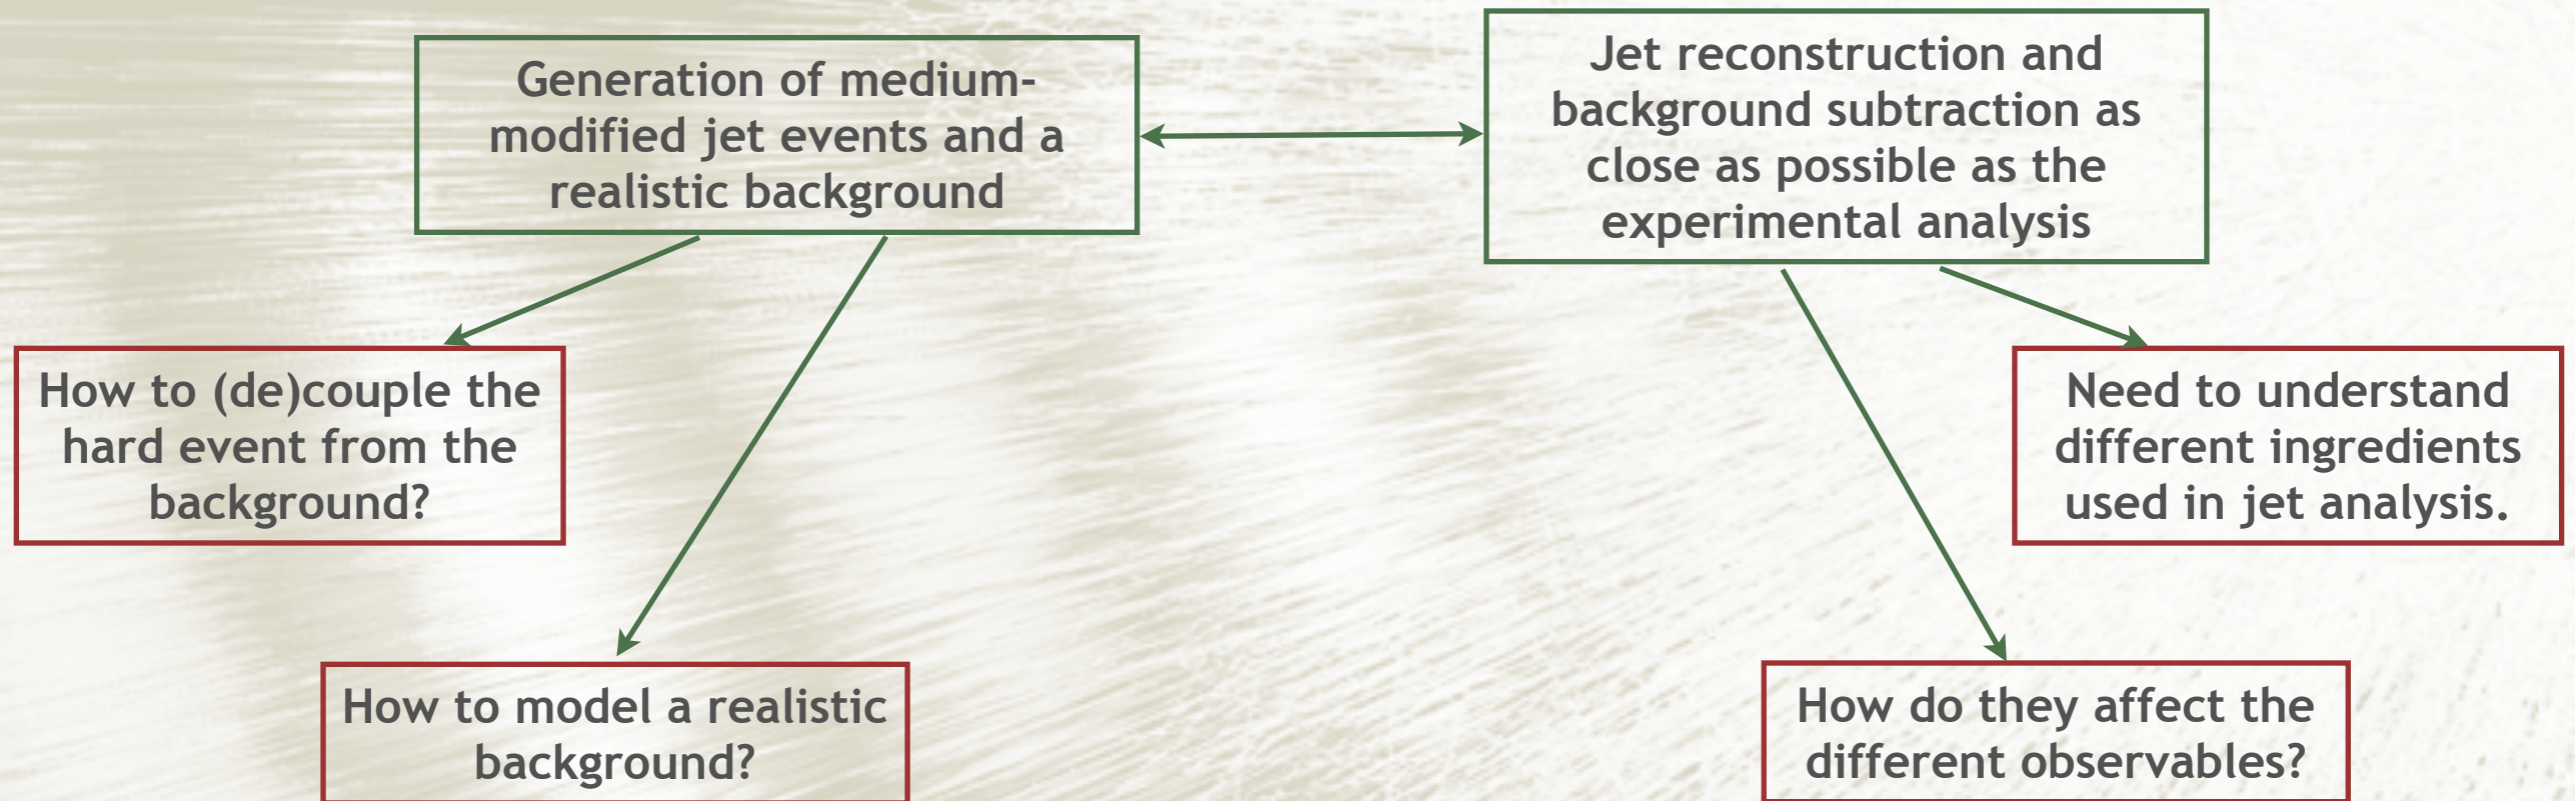 Generation of medium-
modified jet events and a
realistic background
Jet reconstruction and
background subtraction as
close as possible as the
experimental analysis
How to (de)couple the
hard event from the
background?
Need to understand
different ingredients
used in jet analysis.
How to model a realistic
background?
How do they affect the
different observables?